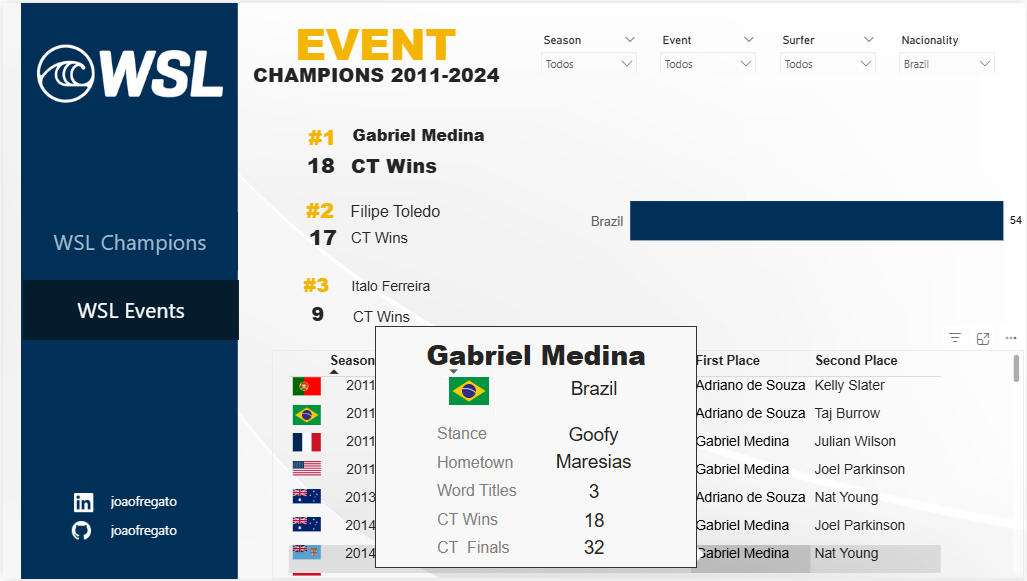 WSL
WSL Champions
WSL Events
joaofregato
joaofregato
EVENT
CHAMPIONS 2011-2024
Season Event Surfer Nacionality
Todos Todos Todos Brazil
#1 Gabriel Medina
18 CT Wins
#2 Filipe Toledo
17 CT Wins
#3 Italo Ferreira
9 CT Wins
Brazil 54
Season First Place Second Place
2011 Adriano de Souza Kelly Slater
2011 Adriano de Souza Taj Burrow
2011 Gabriel Medina Julian Wilson
2011 Gabriel Medina Joel Parkinson
2013 Adriano de Souza Nat Young
2014 Gabriel Medina Joel Parkinson
2014 Gabriel Medina Nat Young
Gabriel Medina
Brazil
Stance Goofy
Hometown Maresias
Word Titles 3
CT Wins 18
CT Finals 32